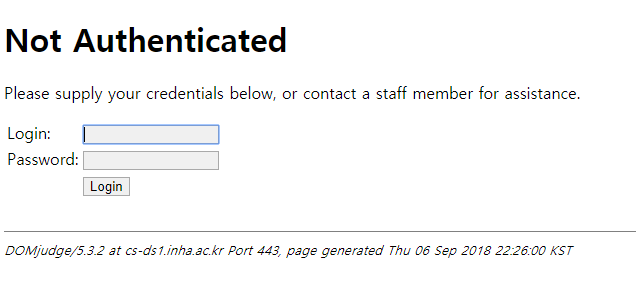 Not Authenticated
Please supply your credentials below, or contact a staff member for assistance.
Login:
Password:
Login
DOMjudge/5.3.2 at cs-ds1.inha.ac.kr Port 443, page generated Thu 06 Sep 2018 22:26:00 KST